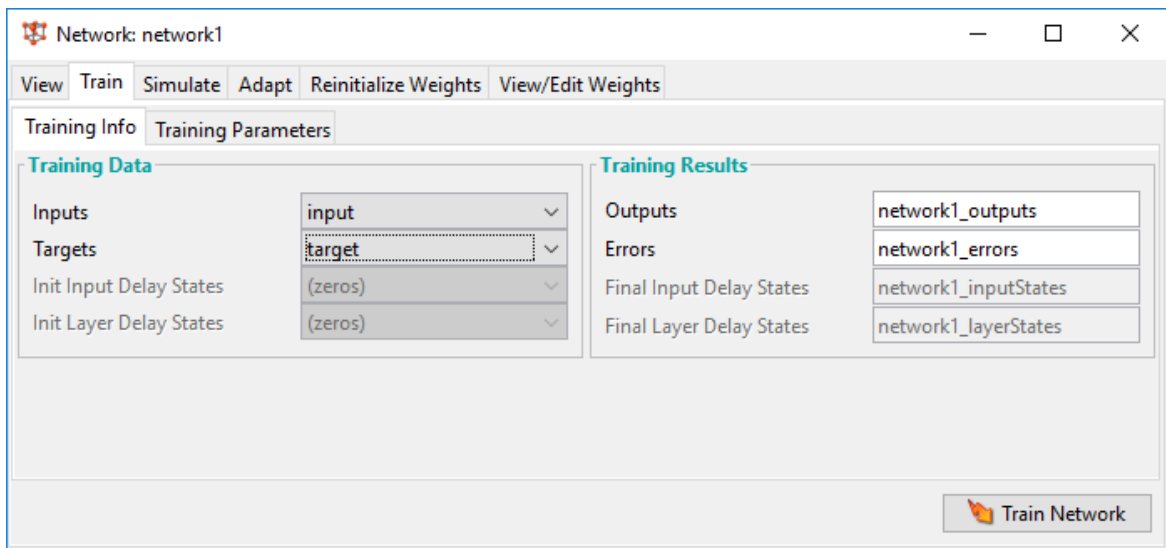 Network: network1
View Train Simulate Adapt Reinitialize Weights View/Edit Weights
Training Info Training Parameters
Training Data
Inputs input
Targets target
Init Input Delay States (zeros)
Init Layer Delay States (zeros)
Training Results
Outputs network1_outputs
Errors network1_errors
Final Input Delay States network1_inputStates
Final Layer Delay States network1_layerStates
Train Network